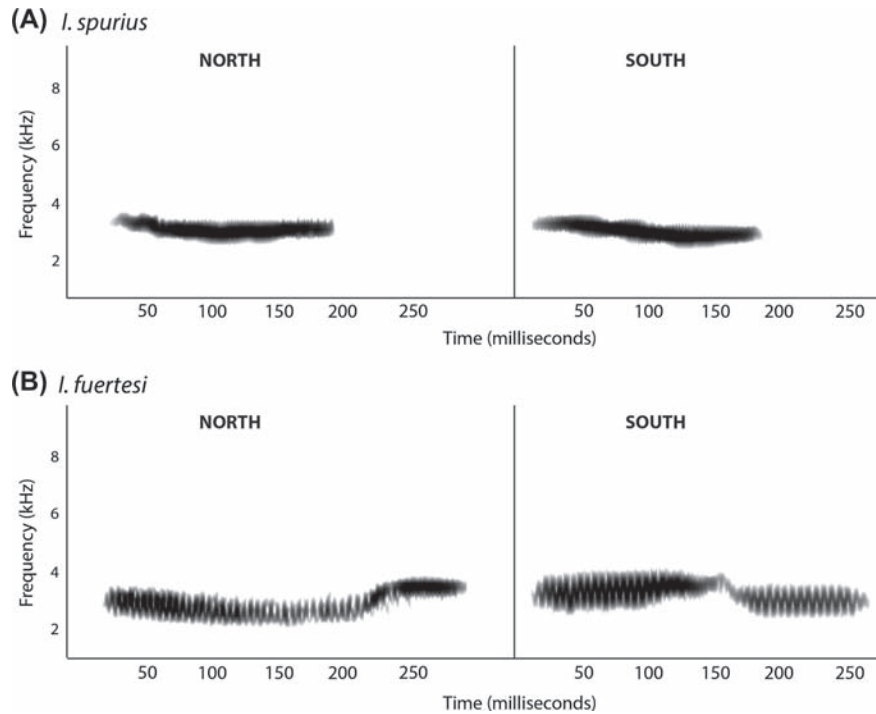 (A) I. spurius
NORTH SOUTH
8
6
4
2
Frequency (kHz)
50 100 150 200 250 50 100 150 200 250
Time (milliseconds)
(B) I. fuertesi
NORTH SOUTH
8
6
4
2
Frequency (kHz)
50 100 150 200 250 50 100 150 200 250
Time (milliseconds)